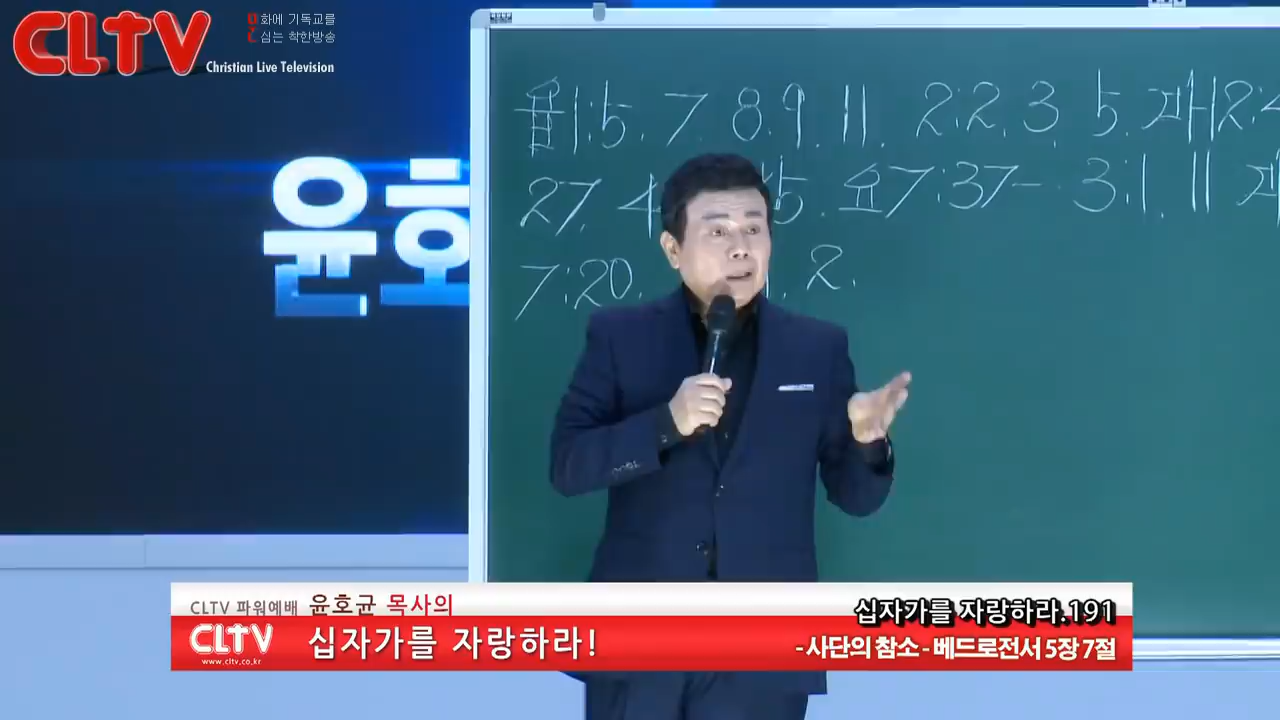 CLTV
문화에 기독교를
심는 착한방송
Christian Live Television
윤호
욥1:5. 7. 8. 9. 11. 2:2. 3. 5.
27. 4 5. 요7:37- 3:1. 11
7:20. 2.
CLTV 파워예배 윤호균 목사의
십자가를 자랑하라.191
CLTV
www.cltv.co.kr
십자가를 자랑하라!
- 사단의 참소 - 베드로전서 5장 7절